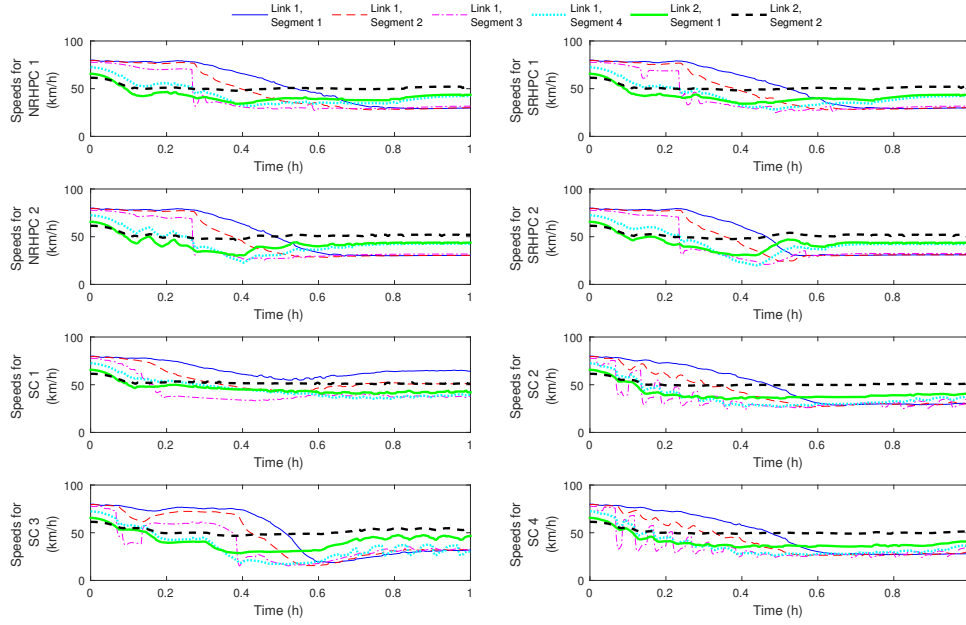 Link 1, Segment 1
Link 1, Segment 2
Link 1, Segment 3
Link 1, Segment 4
Link 2, Segment 1
Link 2, Segment 2
Speeds for
NRHPC 1
(km/h)
100
50
0
0 0.2 0.4 0.6 0.8 1
Time (h)
Speeds for
SRHPC 1
(km/h)
100
50
0
0 0.2 0.4 0.6 0.8
Time (h)
Speeds for
NRHPC 2
(km/h)
100
50
0
0 0.2 0.4 0.6 0.8 1
Time (h)
Speeds for
SRHPC 2
(km/h)
100
50
0
0 0.2 0.4 0.6 0.8
Time (h)
Speeds for
SC 1
(km/h)
100
50
0
0 0.2 0.4 0.6 0.8 1
Time (h)
Speeds for
SC 2
(km/h)
100
50
0
0 0.2 0.4 0.6 0.8
Time (h)
Speeds for
SC 3
(km/h)
100
50
0
0 0.2 0.4 0.6 0.8 1
Time (h)
Speeds for
SC 4
(km/h)
100
50
0
0 0.2 0.4 0.6 0.8
Time (h)